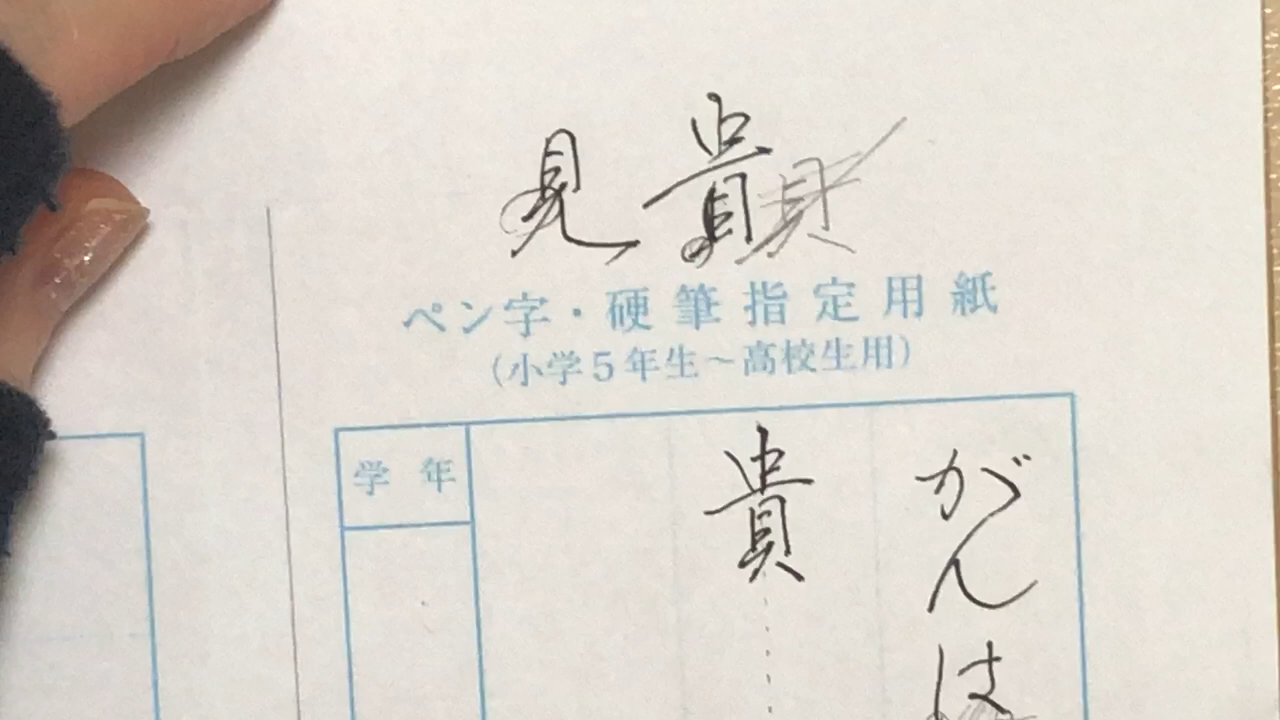 見 貴 貝
ペン字・硬筆指定用紙
(小学5年生~高校生用)
学年
がんは
貴